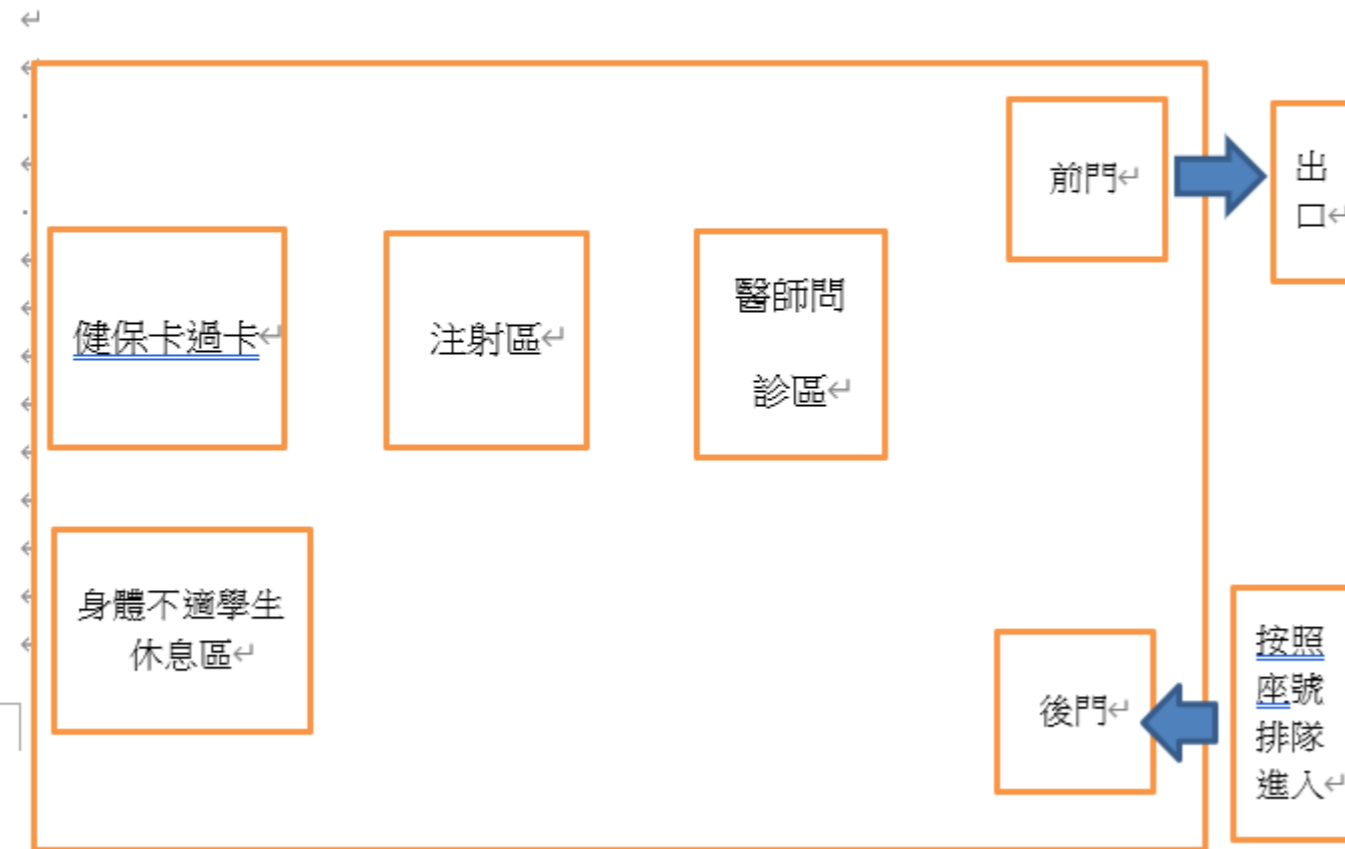 前門
出
口
健保卡過卡
注射區
醫師問
診區
身體不適學生
休息區
後門
按照
座號
排隊
進入